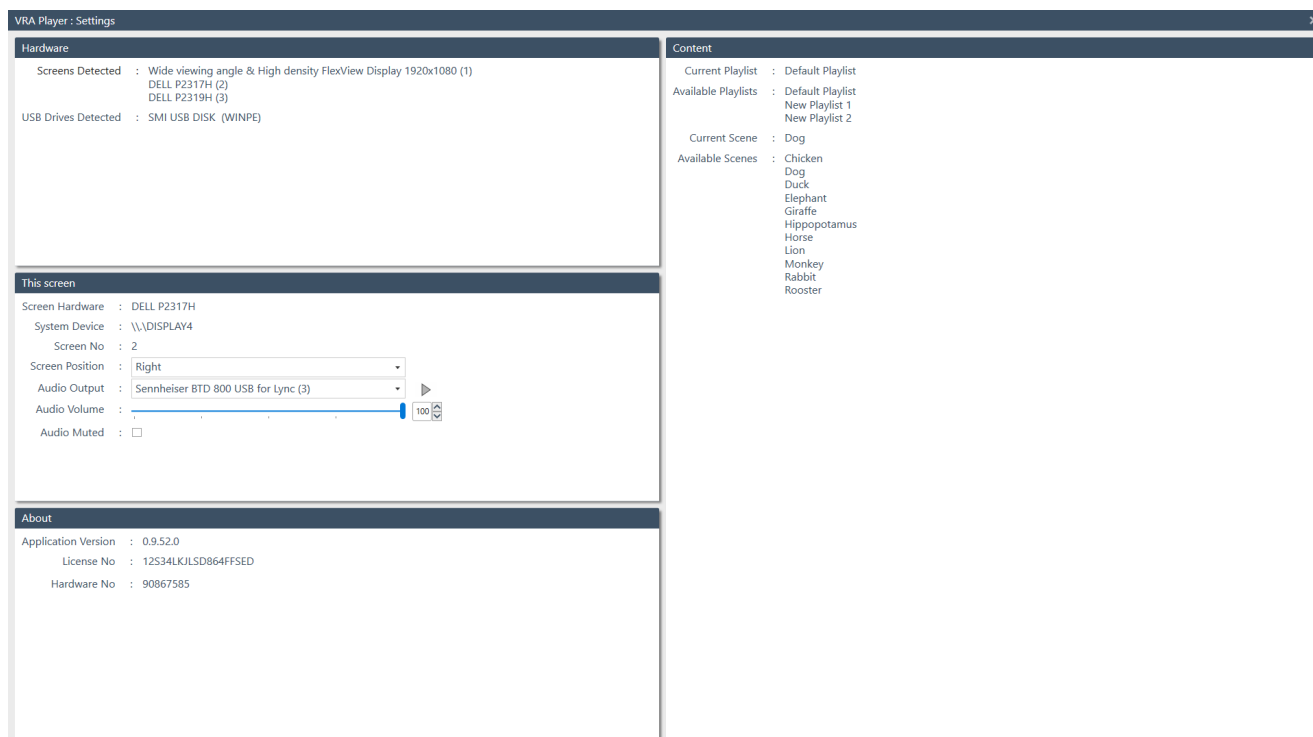 VRA Player : Settings
Hardware
Screens Detected : Wide viewing angle & High density FlexView Display 1920x1080 (1)
DELL P2317H (2)
DELL P2319H (3)
USB Drives Detected : SMI USB DISK (WINPE)
This screen
Screen Hardware : DELL P2317H
System Device : \\.\DISPLAY4
Screen No : 2
Screen Position : Right
Audio Output : Sennheiser BTD 800 USB for Lync (3)
Audio Volume : 100
Audio Muted :
About
Application Version : 0.9.52.0
License No : 12S34LKJLSD864FFSED
Hardware No : 90867585
Content
Current Playlist : Default Playlist
Available Playlists : Default Playlist
New Playlist 1
New Playlist 2
Current Scene : Dog
Available Scenes : Chicken
Dog
Duck
Elephant
Giraffe
Hippopotamus
Horse
Lion
Monkey
Rabbit
Rooster